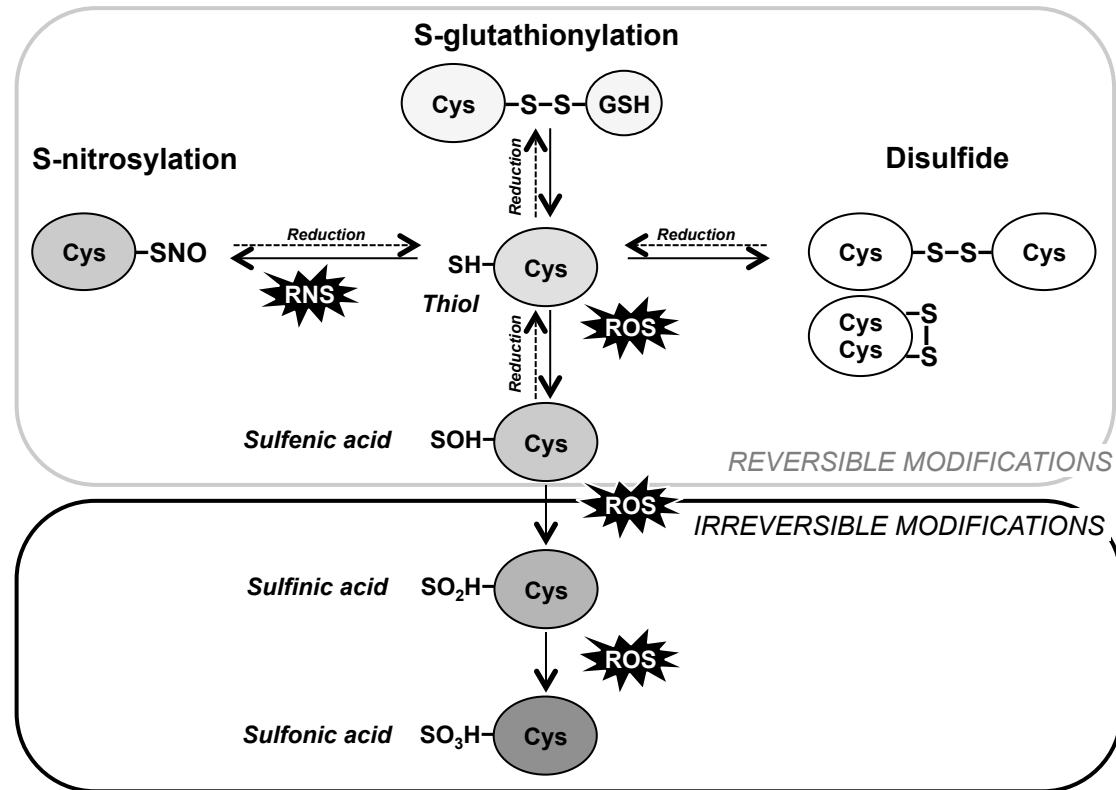 S-glutathionylation
Cys
S–S
GSH
S-nitrosylation
Disulfide
Reduction
Cys
SNO
Reduction
RNS
SH
Cys
Thiol
ROS
Reduction
Cys
S–S
Cys
Cys
Cys
S
S
Reduction
Sulfenic acid
SOH
Cys
REVERSIBLE MODIFICATIONS
ROS
IRREVERSIBLE MODIFICATIONS
Sulfinic acid
SO₂H
Cys
ROS
Sulfonic acid
SO₃H
Cys